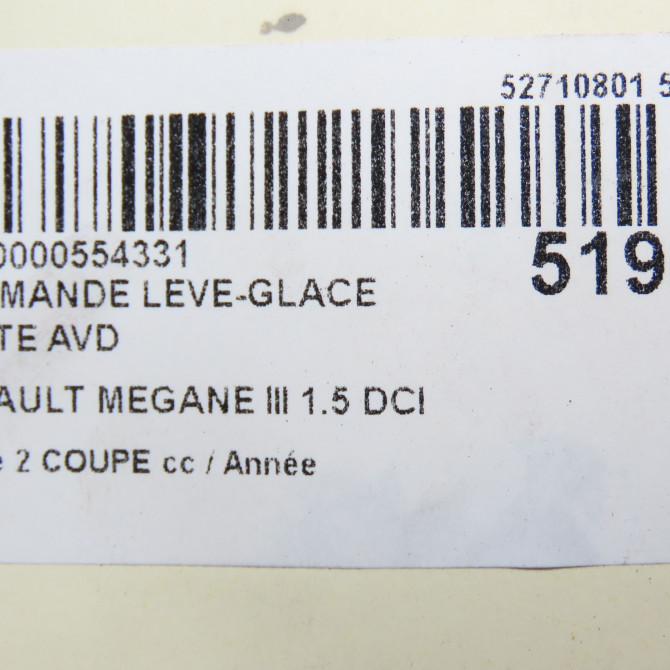 52710801 5
0000554331
519
MANDE LEVE-GLACE
TE AVD
AULT MEGANE III 1.5 DCI
e 2 COUPE cc / Année